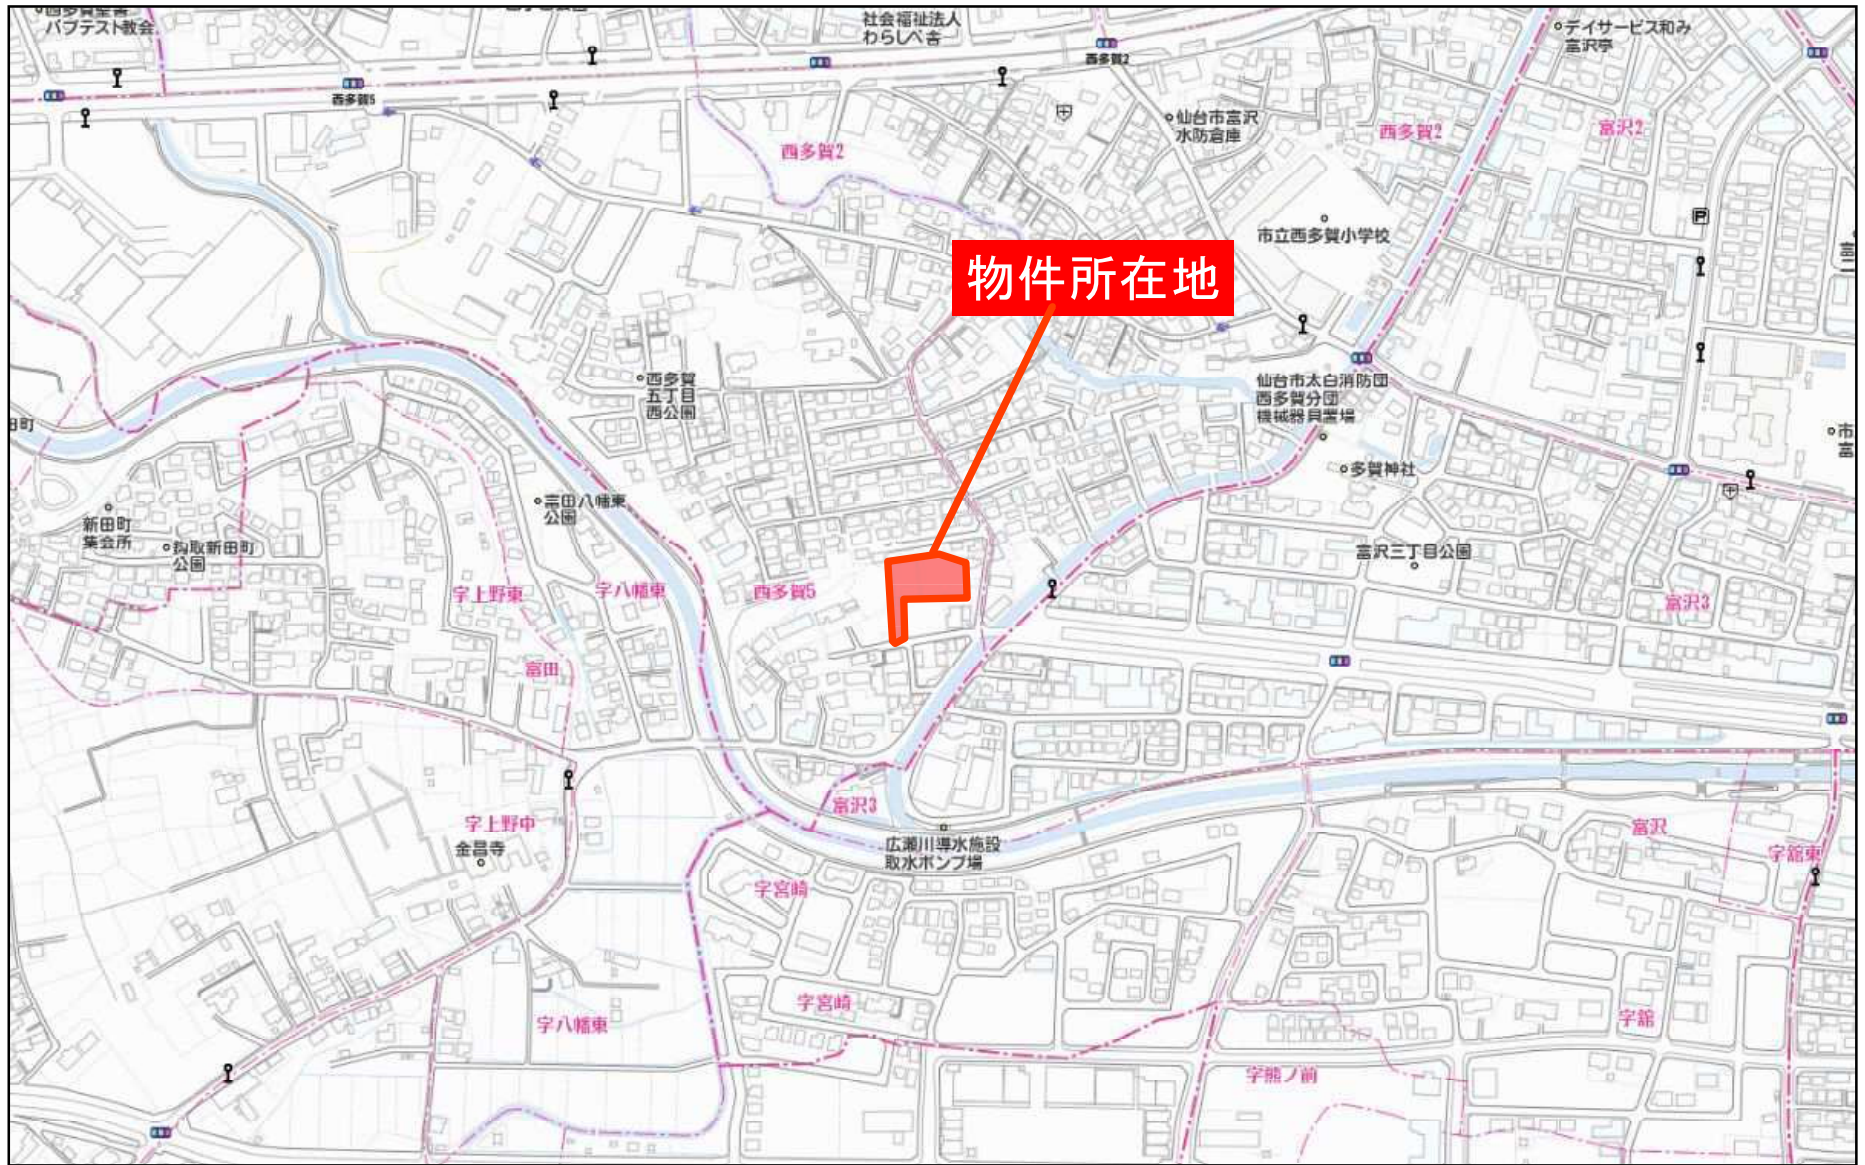 バプテスト教会
社会福祉法人
わらしべ舎
西多賀2
デイサービス和み
富沢亭
西多賀5
仙台市富沢
水防倉庫
西多賀2
富沢2
西多賀2
市立西多賀小学校
物件所在地
西多賀
五丁目
西公園
仙台市太白消防団
西多賀分団
機械器具置場
田町
多賀神社
富田八幡東
公園
新田町
集会所
鈎取新田町
公園
富沢三丁目公園
字上野東
字八幡東
西多賀5
富沢3
富田
富沢3
字上野中
金昌寺
広瀬川導水施設
取水ポンプ場
富沢
字舘東
字宮崎
字宮崎
字八幡東
字舘
字熊ノ前